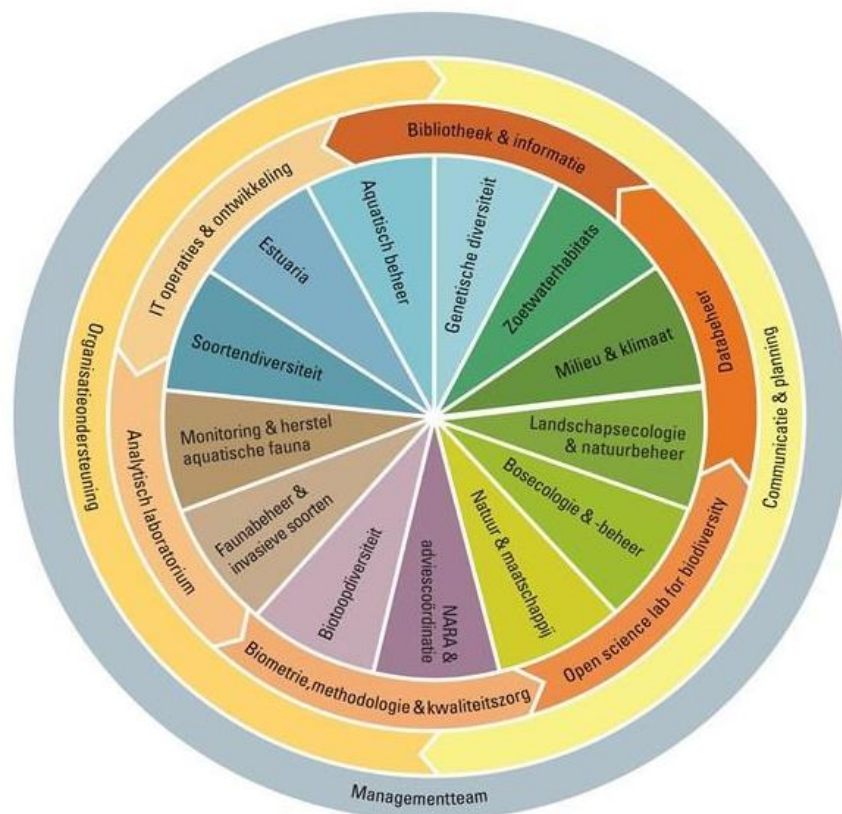 Managementteam
Organisatieondersteuning
Communicatie & planning
Bibliotheek & informatie
Databeheer
Open science lab for biodiversity
Biometrie, methodologie & kwaliteitszorg
Analytisch laboratorium
IT operaties & ontwikkeling
Genetische diversiteit
Zoetwaterhabitats
Milieu & klimaat
Landschapsecologie
& natuurbeheer
Bosecologie & -beheer
Natuur & maatschappij
NARA &
adviescoördinatie
Biotoopdiversiteit
Faunabeheer &
invasieve soorten
Monitoring & herstel
aquatische fauna
Soortendiversiteit
Estuaria
Aquatisch
beheer